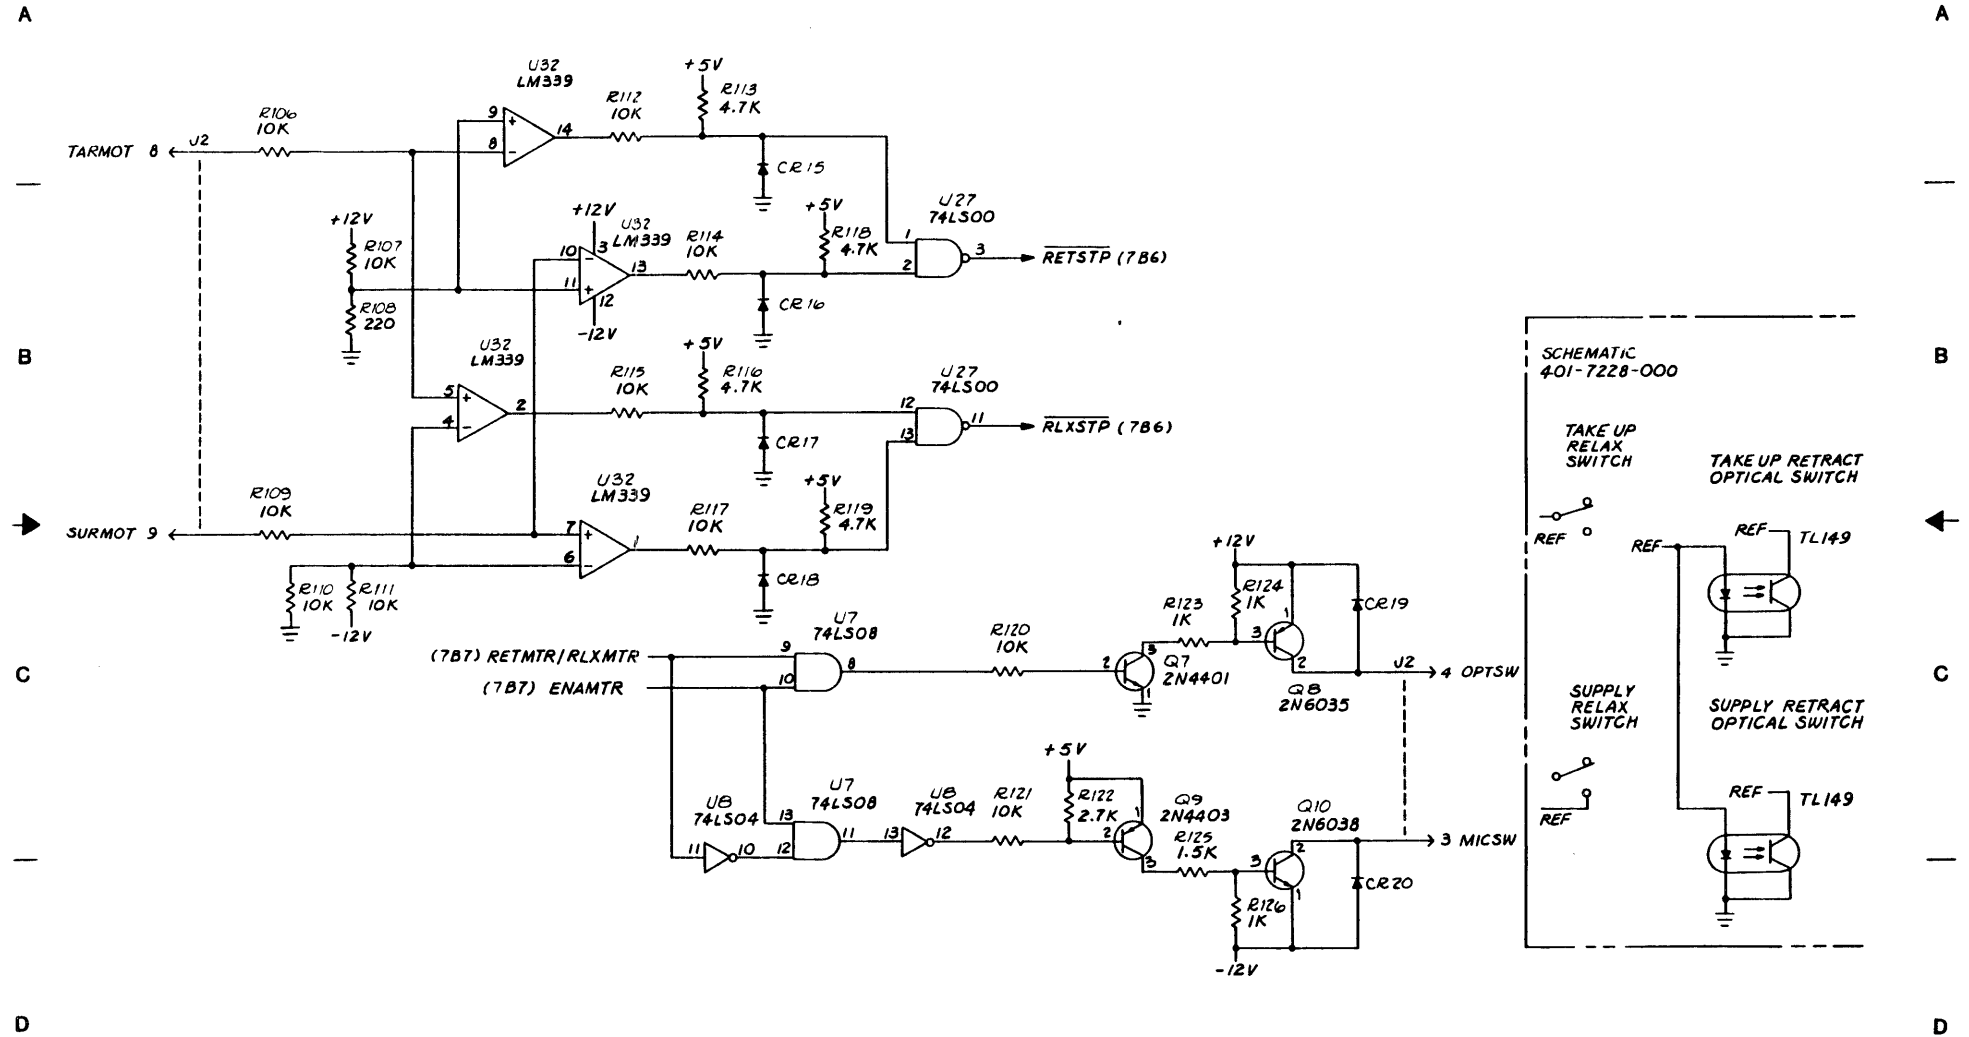 A
A
U32
LM339
+5V
R112
10K
R113
4.7K
R106
10K
9
+
8
-
14
TARMOT 8
J2
CR15
+12V
R107
10K
R108
220
+12V
U32
LM339
3
10
-
11
+
12
13
-12V
R114
10K
+5V
R118
4.7K
CR16
U27
74LS00
1
2
3
RETSTP (7B6)
B
B
U32
LM339
5
+
4
-
2
R115
10K
+5V
R116
4.7K
CR17
U27
74LS00
12
13
11
RLXSTP (7B6)
SURMOT 9
R109
10K
U32
LM339
7
+
6
-
1
R117
10K
+5V
R119
4.7K
CR18
R110
10K
R111
10K
-12V
SCHEMATIC
401-7228-000
TAKE UP
RELAX
SWITCH
REF
TAKE UP RETRACT
OPTICAL SWITCH
REF
REF
TL149
C
C
(7B7) RETMTR/RLXMTR
(7B7) ENAMTR
U7
74LS08
9
10
8
R120
10K
2
3
1
Q7
2N4401
R123
1K
+12V
R124
1K
3
1
2
Q8
2N6035
CR19
J2
4 OPTSW
SUPPLY
RELAX
SWITCH
REF
SUPPLY RETRACT
OPTICAL SWITCH
REF
TL149
U8
74LS04
11
10
U7
74LS08
13
12
11
U8
74LS04
13
12
R121
10K
+5V
R122
2.7K
2
1
3
Q9
2N4403
R125
1.5K
R126
1K
-12V
3
2
1
Q10
2N6038
CR20
3 MICSW
D
D